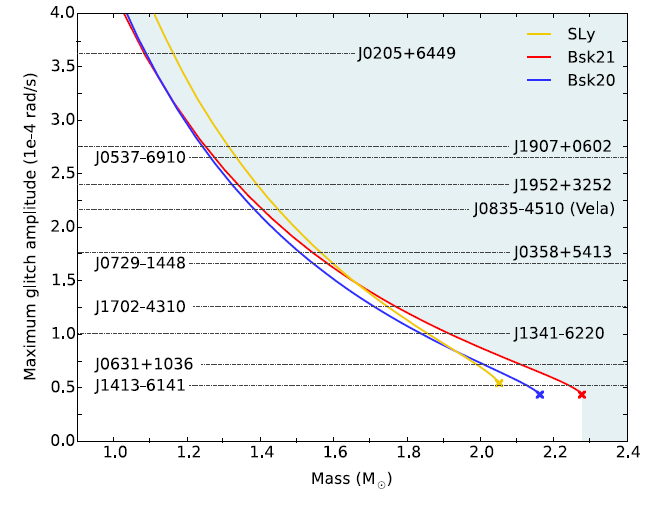 4.0
3.5
3.0
2.5
2.0
1.5
1.0
0.5
0.0
Maximum glitch amplitude (1e-4 rad/s)
SLy
Bsk21
Bsk20
J0205+6449
J1907+0602
J0537-6910
J1952+3252
J0835-4510 (Vela)
J0358+5413
J0729-1448
J1702-4310
J1341-6220
J0631+1036
J1413-6141
1.0 1.2 1.4 1.6 1.8 2.0 2.2 2.4
Mass (M☉)